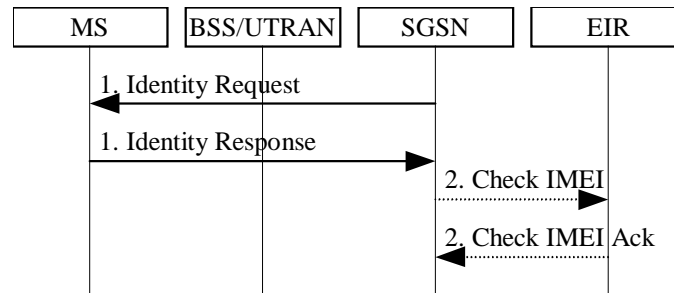 MS BSS/UTRAN SGSN EIR
1. Identity Request
1. Identity Response
2. Check IMEI
2. Check IMEI Ack